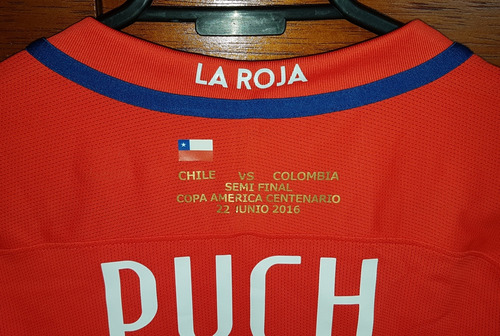 LA ROJA
CHILE VS COLOMBIA
SEMI FINAL
COPA AMERICA CENTENARIO
22 JUNIO 2016
PUCH